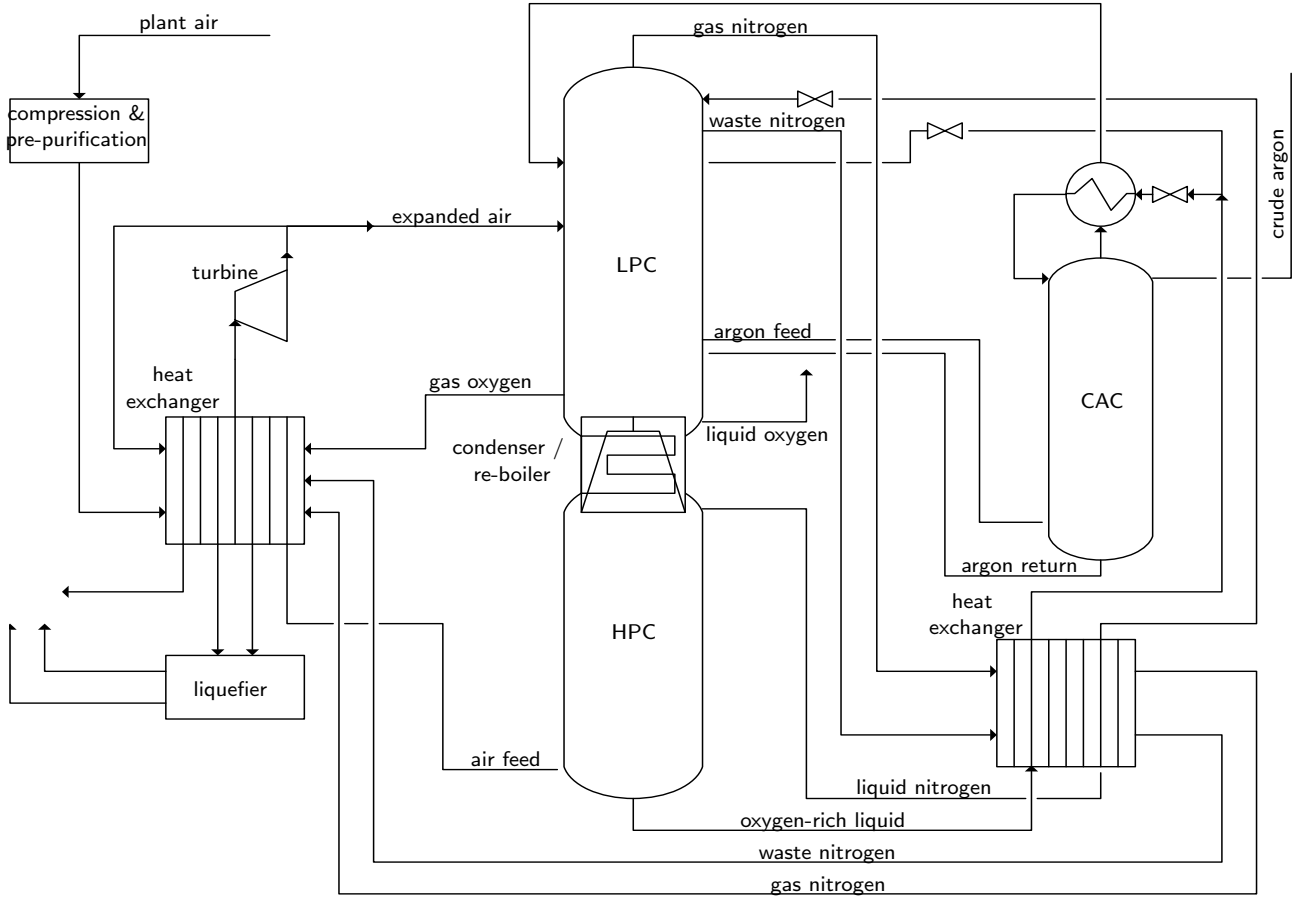 plant air
gas nitrogen
compression &
pre-purification
waste nitrogen
crude argon
expanded air
LPC
turbine
argon feed
heat
exchanger
gas oxygen
CAC
liquid oxygen
condenser /
re-boiler
argon return
heat
exchanger
HPC
liquefier
air feed
liquid nitrogen
oxygen-rich liquid
waste nitrogen
gas nitrogen